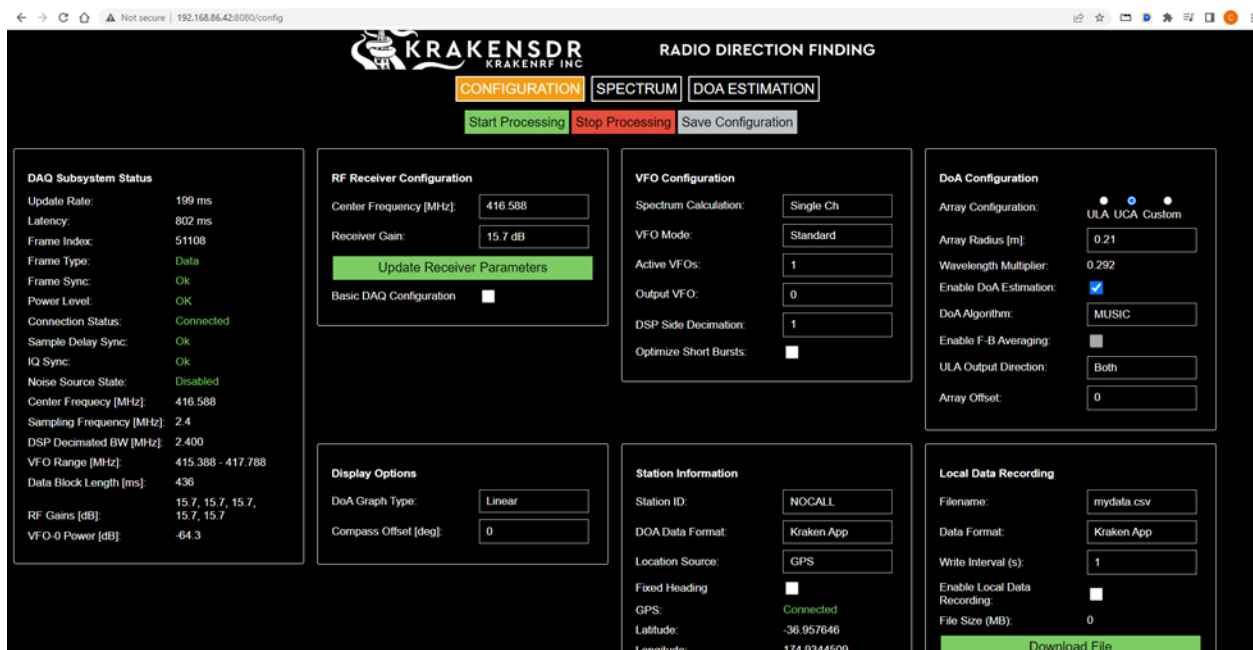 Not secure | 192.168.86.42:8080/config
KRAKENSDR
KRAKENRF INC
RADIO DIRECTION FINDING
CONFIGURATION SPECTRUM DOA ESTIMATION
Start Processing Stop Processing Save Configuration
DAQ Subsystem Status
Update Rate: 199 ms
Latency: 802 ms
Frame Index: 51108
Frame Type: Data
Frame Sync: Ok
Power Level: OK
Connection Status: Connected
Sample Delay Sync: Ok
IQ Sync: Ok
Noise Source State: Disabled
Center Frequecy [MHz]: 416.588
Sampling Frequency [MHz]: 2.4
DSP Decimated BW [MHz]: 2.400
VFO Range [MHz]: 415.388 - 417.788
Data Block Length [ms]: 436
RF Gains [dB]: 15.7, 15.7, 15.7,
15.7, 15.7
VFO-0 Power [dB]: -64.3
RF Receiver Configuration
Center Frequency [MHz]: 416.588
Receiver Gain: 15.7 dB
Update Receiver Parameters
Basic DAQ Configuration
VFO Configuration
Spectrum Calculation: Single Ch
VFO Mode: Standard
Active VFOs: 1
Output VFO: 0
DSP Side Decimation: 1
Optimize Short Bursts:
DoA Configuration
Array Configuration: ULA UCA Custom
Array Radius [m]: 0.21
Wavelength Multiplier: 0.292
Enable DoA Estimation:
DoA Algorithm: MUSIC
Enable F-B Averaging:
ULA Output Direction: Both
Array Offset: 0
Display Options
DoA Graph Type: Linear
Compass Offset [deg]: 0
Station Information
Station ID: NOCALL
DOA Data Format: Kraken App
Location Source: GPS
Fixed Heading
GPS: Connected
Latitude: -36.957646
Longitude: 174.9344509
Local Data Recording
Filename: mydata.csv
Data Format: Kraken App
Write Interval (s): 1
Enable Local Data
Recording:
File Size (MB): 0
Download File